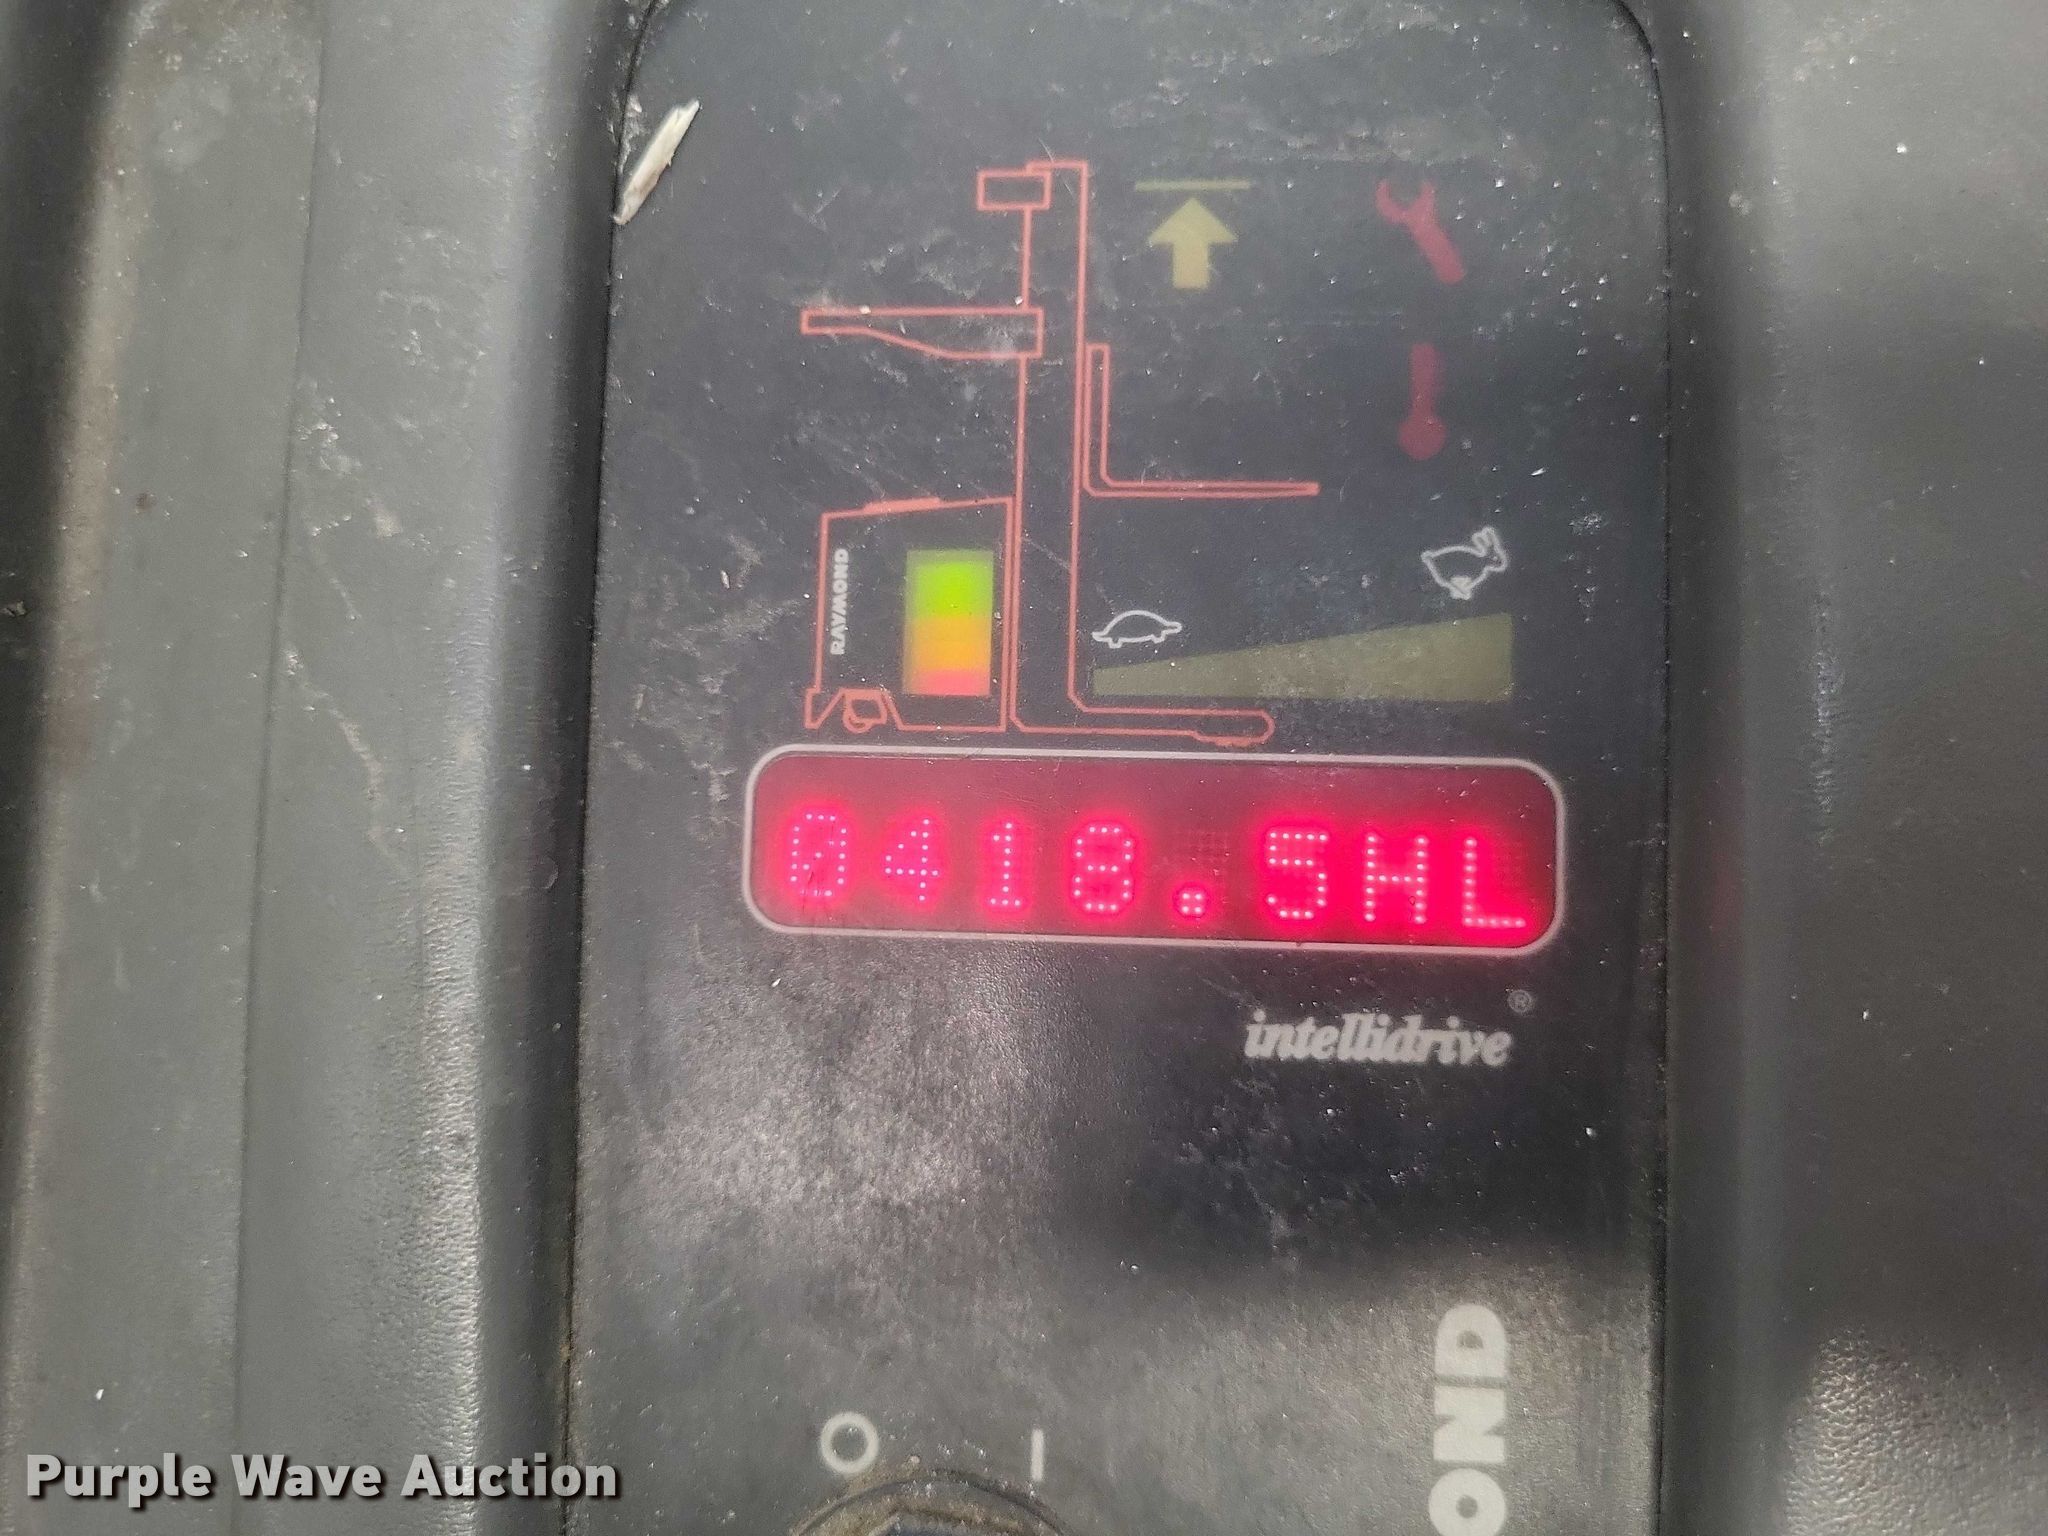 RAYMOND
0418.5HL
intellidrive®
OND
O I
Purple Wave Auction